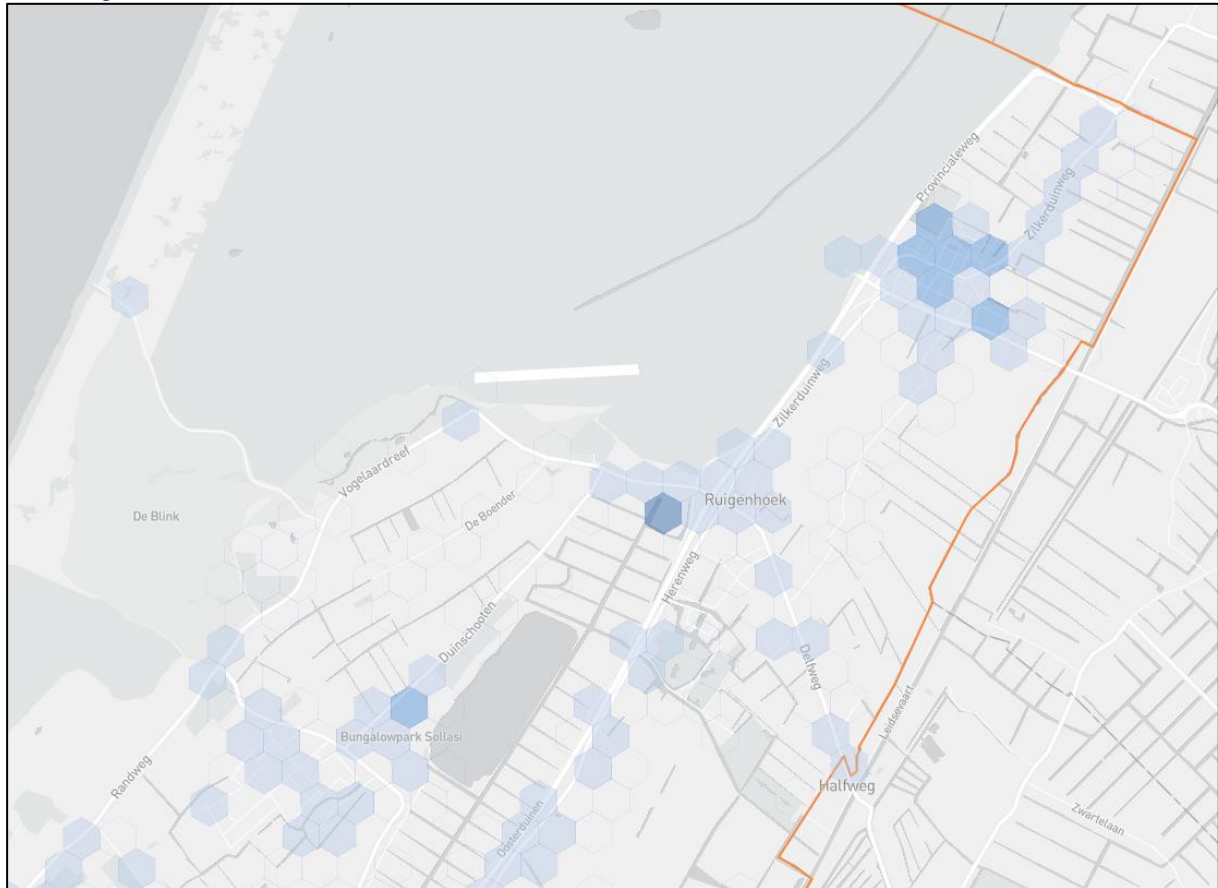 Provincialeweg
Zilkerduinweg
Zilkerduinweg
Vogelaardreef
De Boender
Ruigenhoek
De Blink
Herenweg
Duinschooten
Delfweg
Leidsevaart
Bungalowpark Sollasi
Randweg
Halfweg
Zwartelaan
Oosterduinen